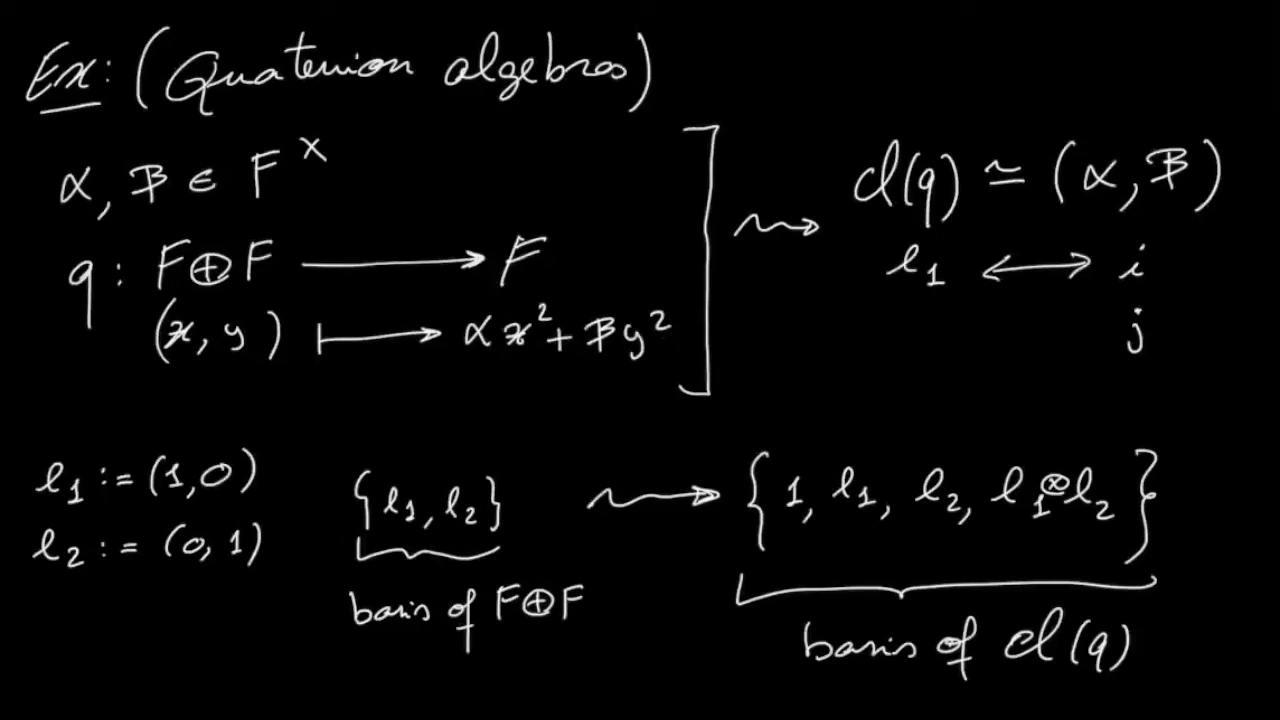 Ex: (Quaternion algebras)
α, β ∈ F^×
q : F⊕F ⟶ F
(x, y) ⟼ αx² + βy²
⇝ Cl(q) ≃ (α, β)
e₁ ⟷ i
j
e₁ := (1,0)
e₂ := (0,1)
{e₁, e₂} ⇝ {1, e₁, e₂, e₁⊗e₂}
basis of F⊕F
basis of Cl(q)